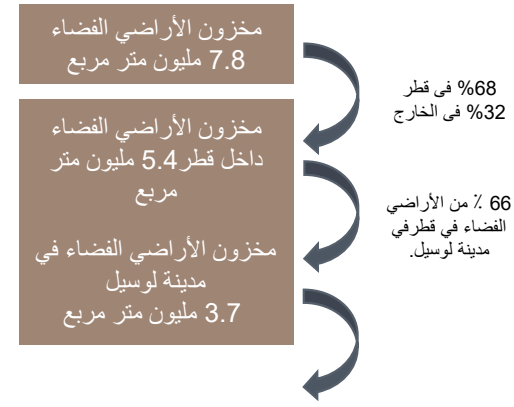 مخزون الأراضي الفضاء
7.8 مليون متر مربع
68% فى قطر
32% فى الخارج
مخزون الأراضي الفضاء
داخل قطر5.4 مليون متر
مربع
66 ٪ من الأراضي
الفضاء في قطرفي
مدينة لوسيل.
مخزون الأراضي الفضاء في
مدينة لوسيل
3.7 مليون متر مربع